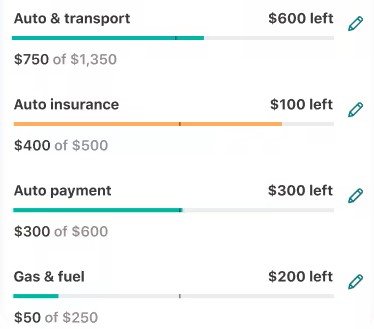 Auto & transport $600 left
$750 of $1,350
Auto insurance $100 left
$400 of $500
Auto payment $300 left
$300 of $600
Gas & fuel $200 left
$50 of $250